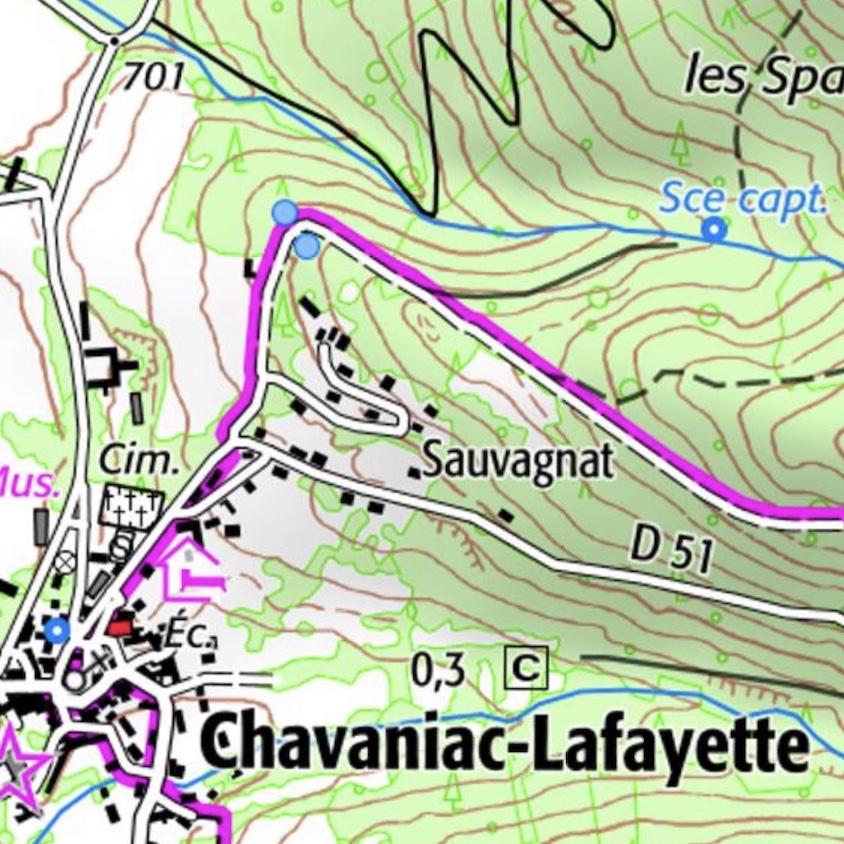 701
les Spa
Sce capt.
Sauvagnat
Cim.
Mus.
D 51
Éc.
0,3 C
Chavaniac-Lafayette